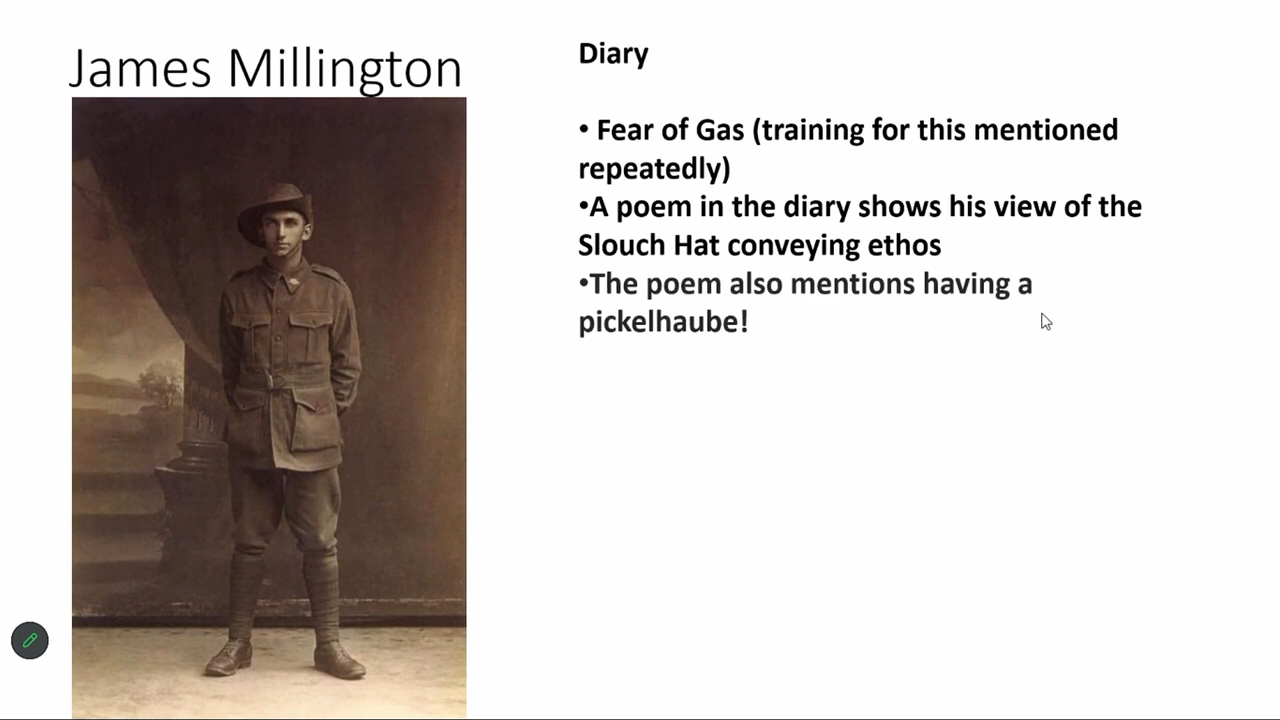 James Millington
Diary
• Fear of Gas (training for this mentioned
repeatedly)
•A poem in the diary shows his view of the
Slouch Hat conveying ethos
•The poem also mentions having a
pickelhaube!